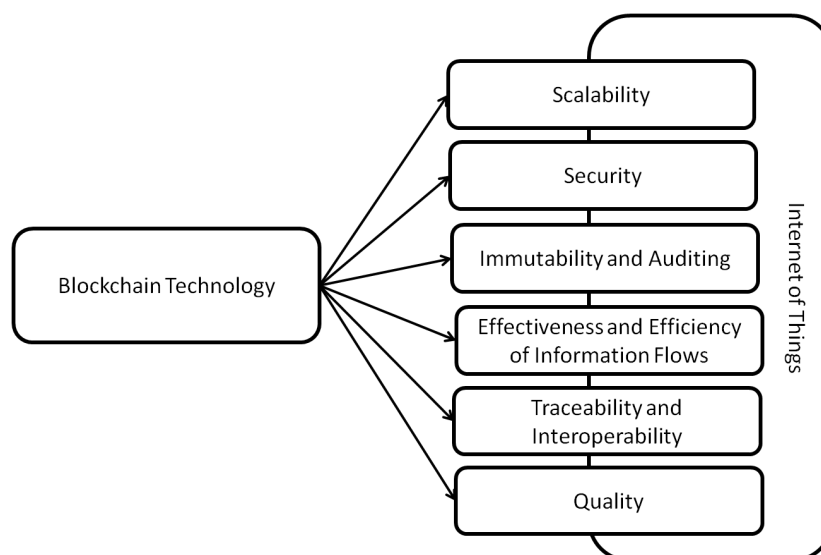 Blockchain Technology
Scalability
Security
Immutability and Auditing
Effectiveness and Efficiency
of Information Flows
Traceability and
Interoperability
Quality
Internet of Things